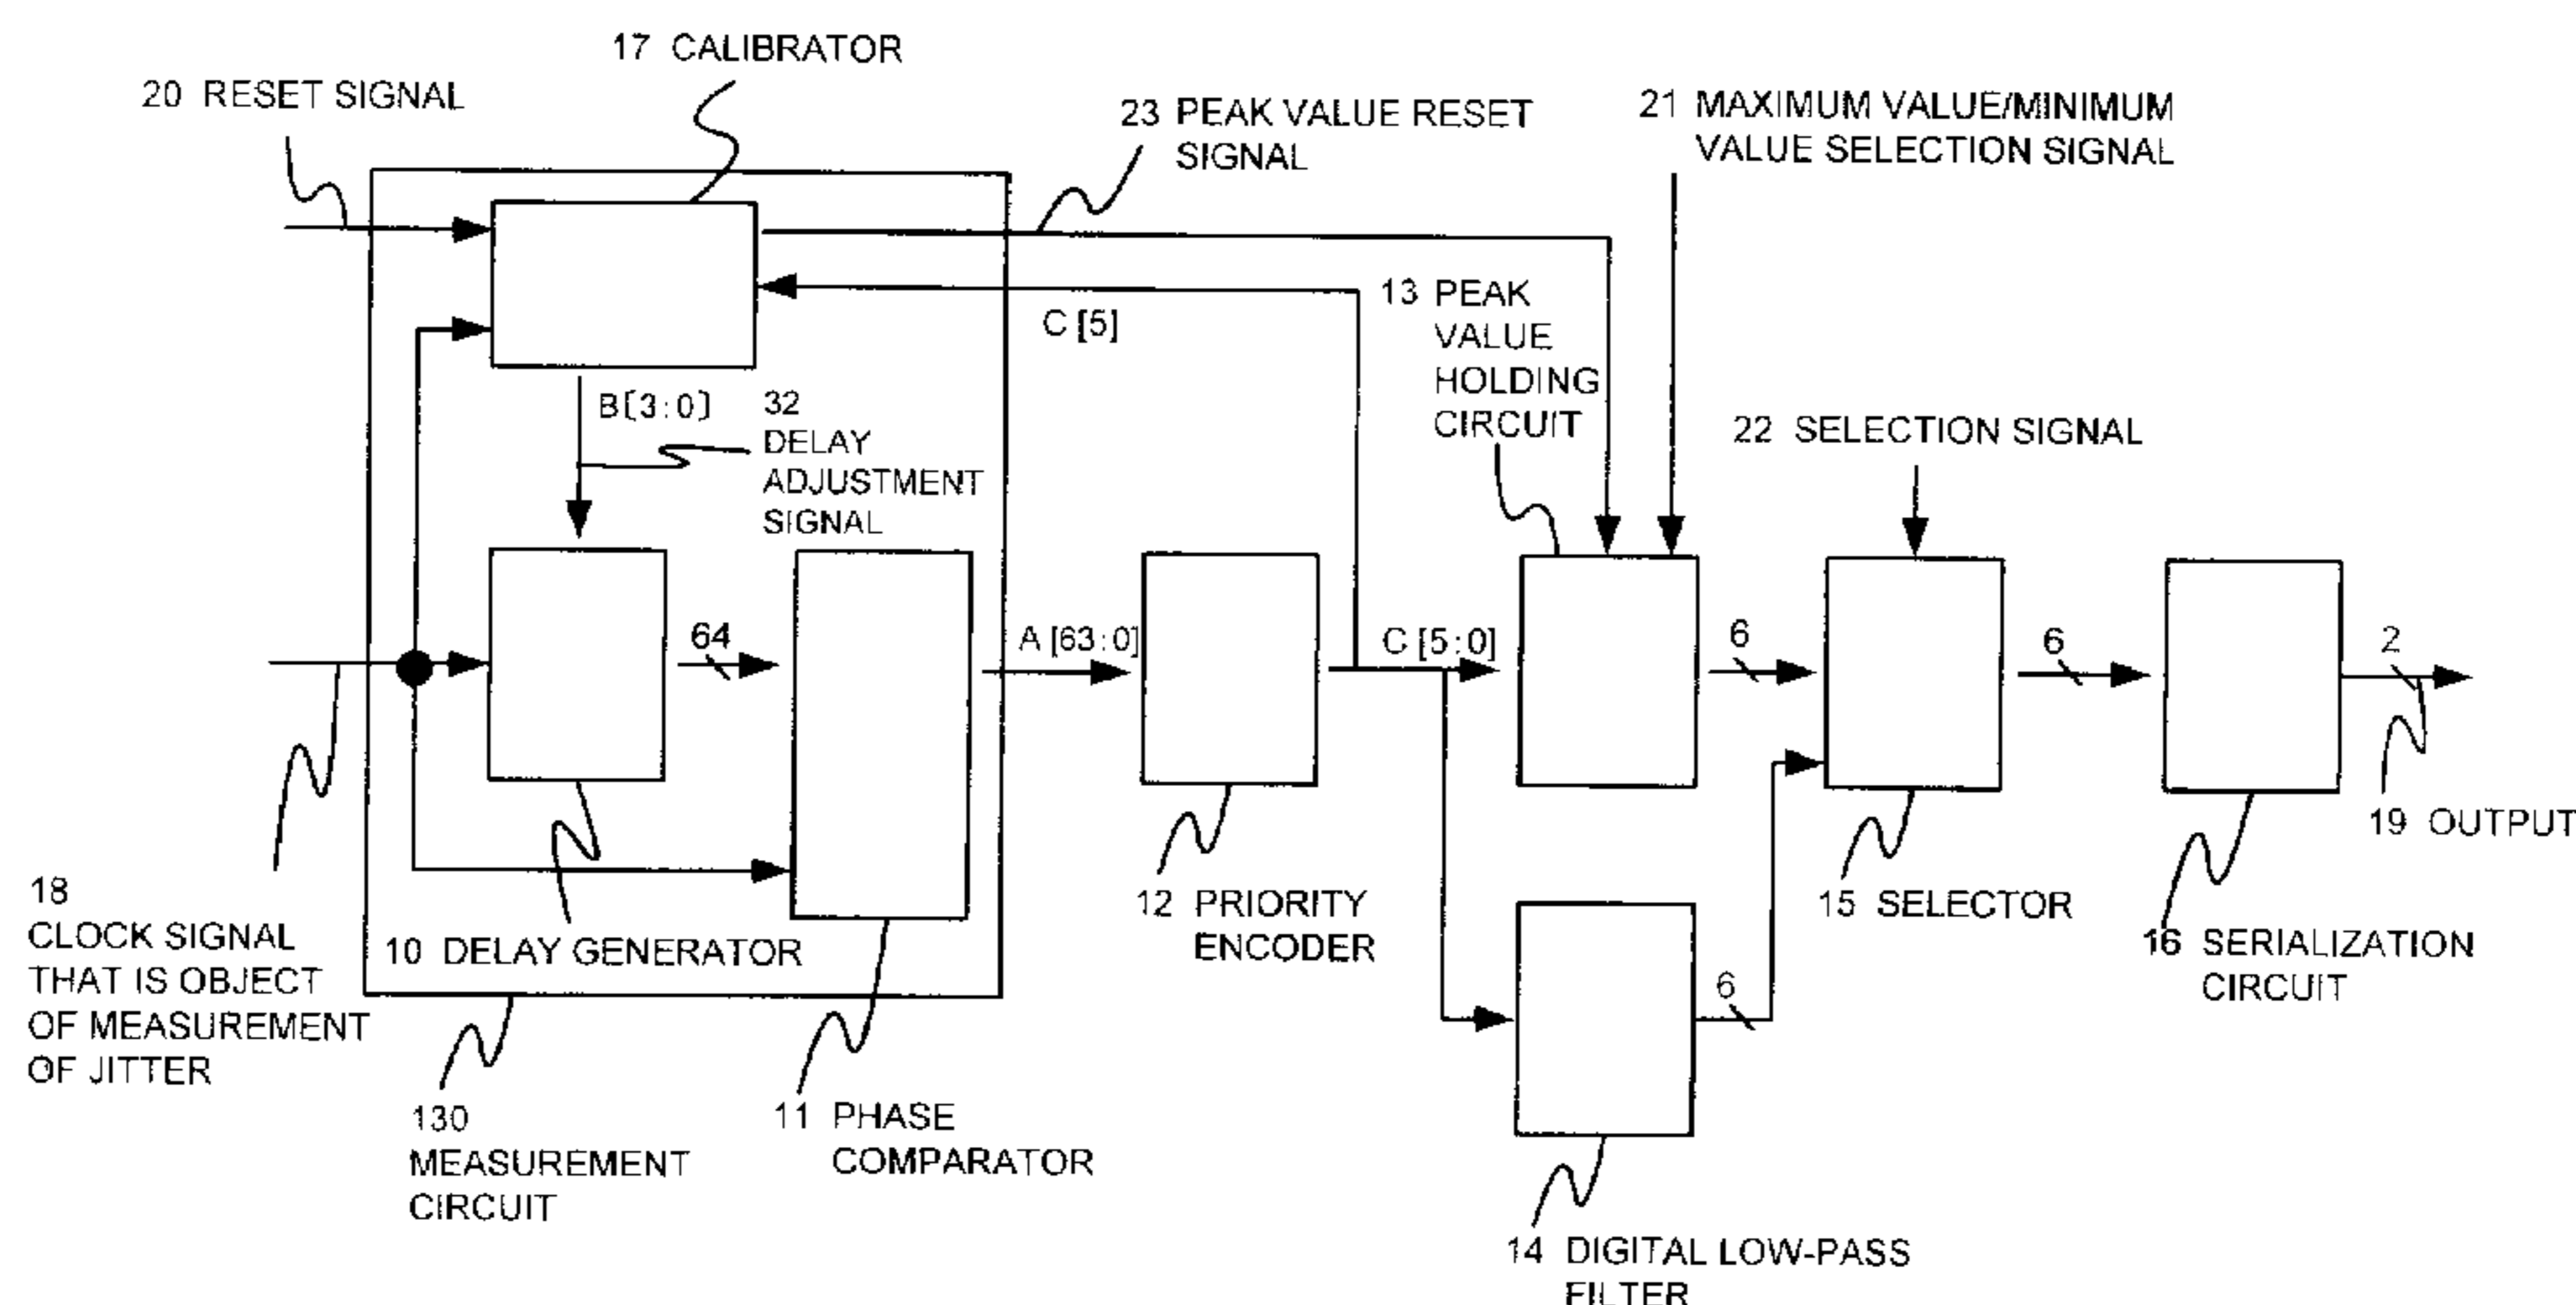 17 CALIBRATOR
20 RESET SIGNAL
23 PEAK VALUE RESET
SIGNAL
21 MAXIMUM VALUE/MINIMUM
VALUE SELECTION SIGNAL
C [5]
13 PEAK
VALUE
HOLDING
CIRCUIT
B[3:0]
32
DELAY
ADJUSTMENT
SIGNAL
22 SELECTION SIGNAL
64
A [63:0]
C [5:0]
6
6
2
19 OUTPUT
18
CLOCK SIGNAL
THAT IS OBJECT
OF MEASUREMENT
OF JITTER
10 DELAY GENERATOR
12 PRIORITY
ENCODER
15 SELECTOR
16 SERIALIZATION
CIRCUIT
6
130
MEASUREMENT
CIRCUIT
11 PHASE
COMPARATOR
14 DIGITAL LOW-PASS
FILTER